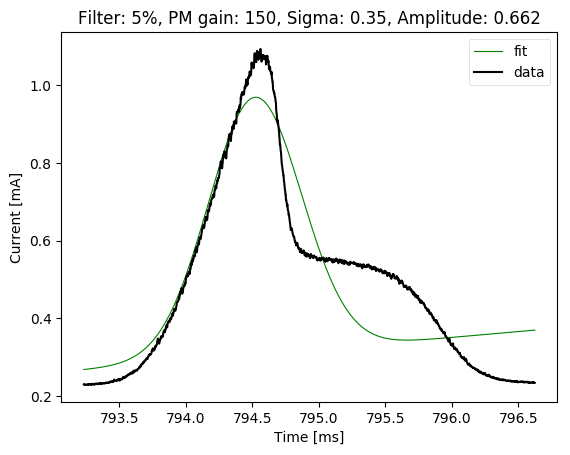 Filter: 5%, PM gain: 150, Sigma: 0.35, Amplitude: 0.662
fit
data
1.0
0.8
0.6
0.4
0.2
Current [mA]
793.5 794.0 794.5 795.0 795.5 796.0 796.5
Time [ms]